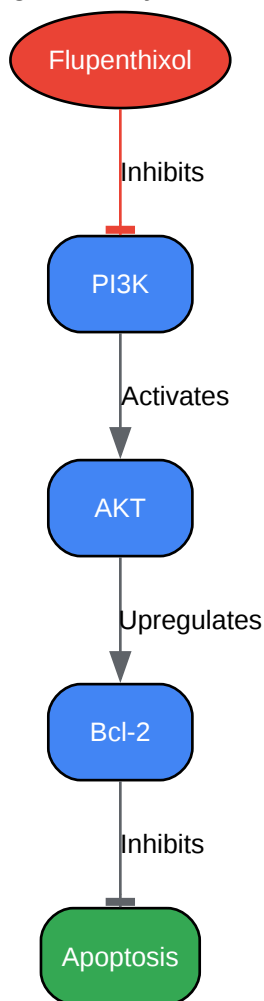 Flupenthixol
Inhibits
PI3K
Activates
AKT
Upregulates
Bcl-2
Inhibits
Apoptosis